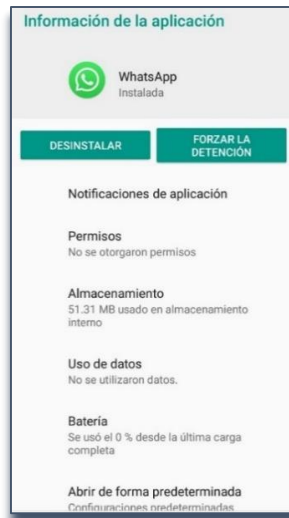 Información de la aplicación
WhatsApp
Instalada
DESINSTALAR
FORZAR LA
DETENCIÓN
Notificaciones de aplicación
Permisos
No se otorgaron permisos
Almacenamiento
51.31 MB usado en almacenamiento
interno
Uso de datos
No se utilizaron datos.
Batería
Se usó el 0 % desde la última carga
completa
Abrir de forma predeterminada
Configuraciones predeterminadas